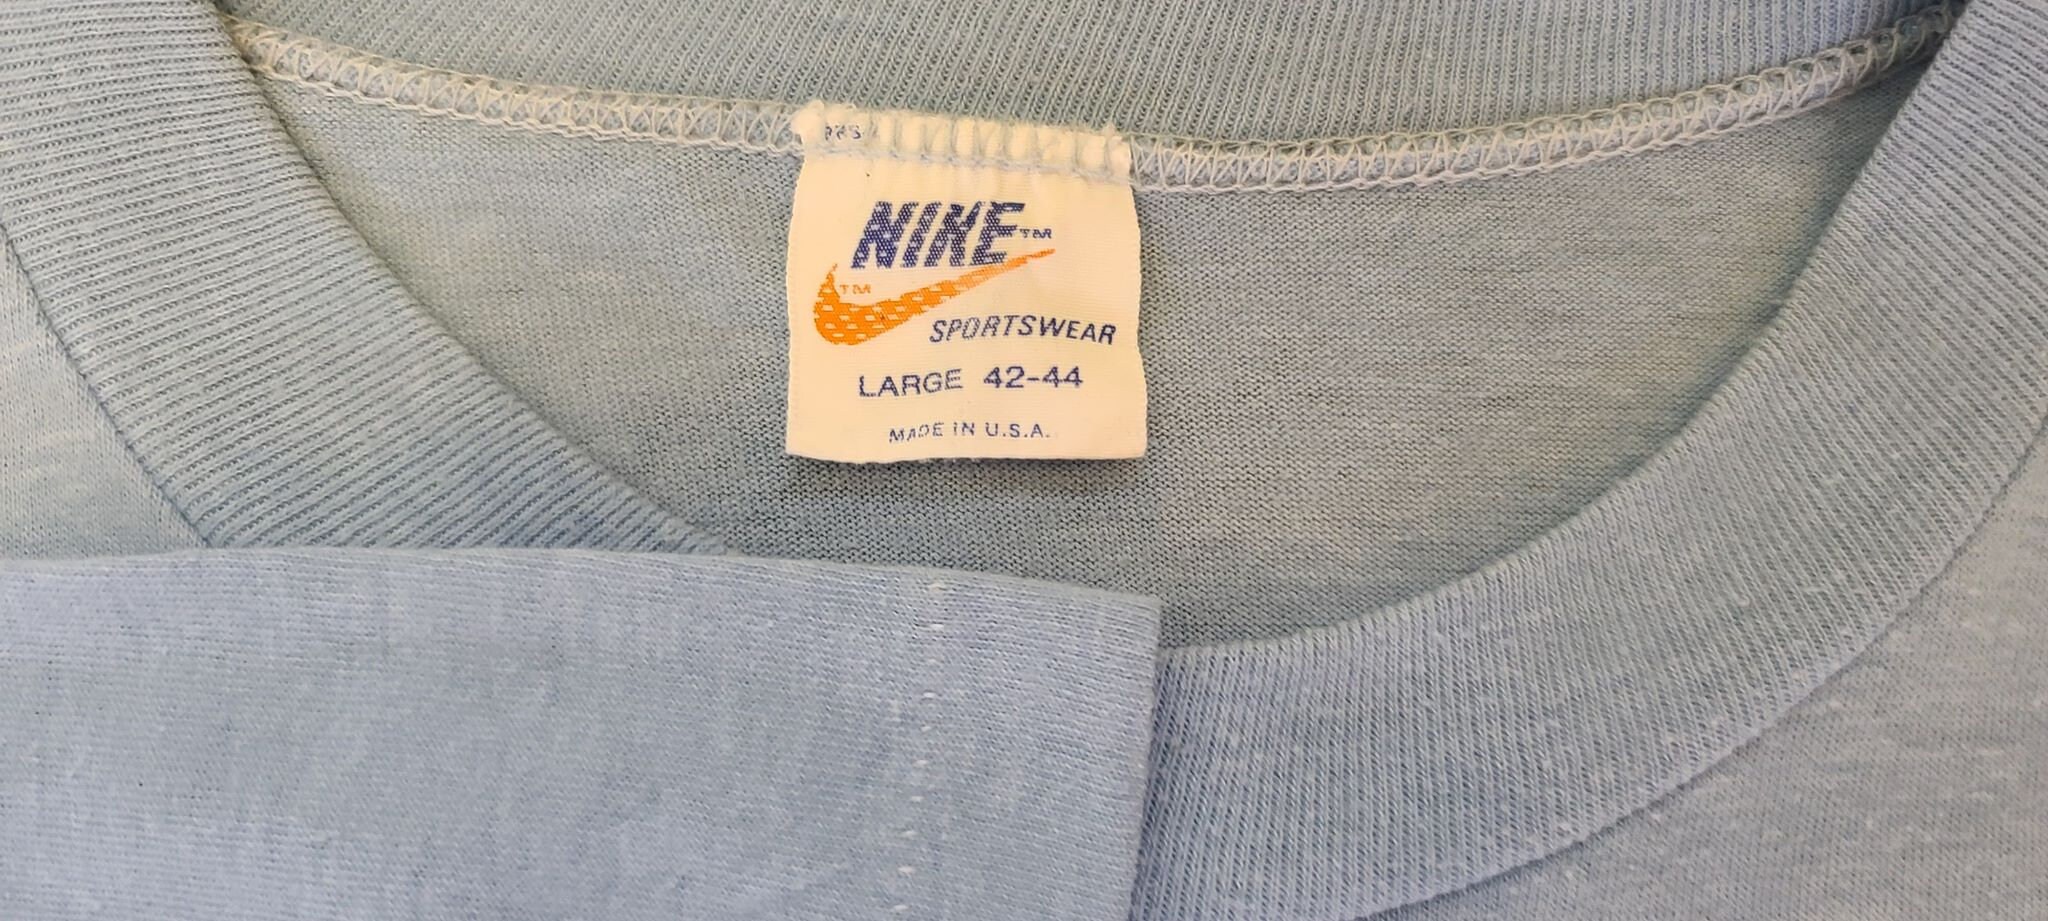 NIKE™
™
SPORTSWEAR
LARGE 42-44
MADE IN U.S.A.